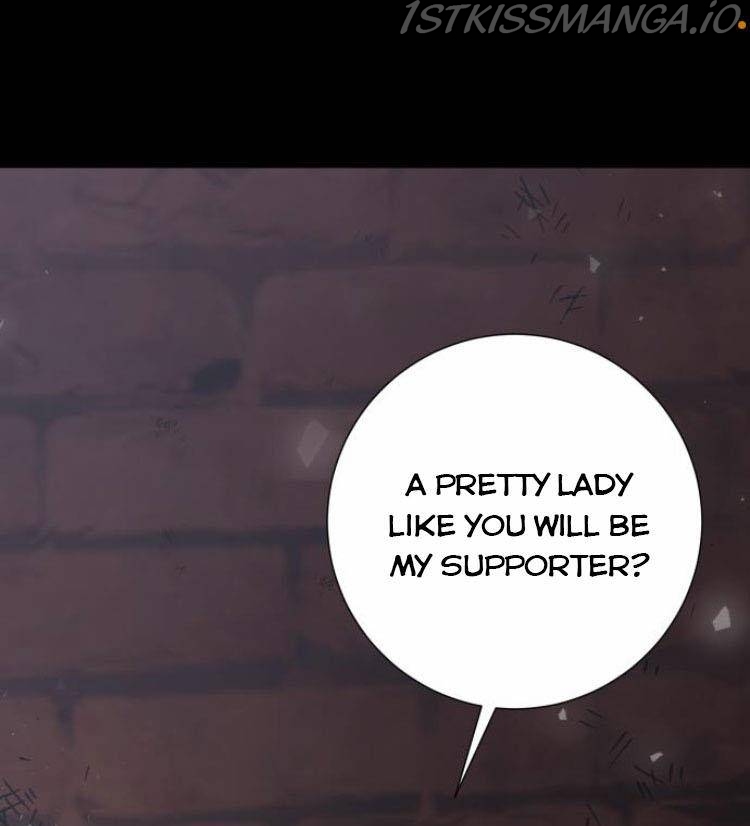 1STKISSMANGA.IO
A PRETTY LADY
LIKE YOU WILL BE
MY SUPPORTER?